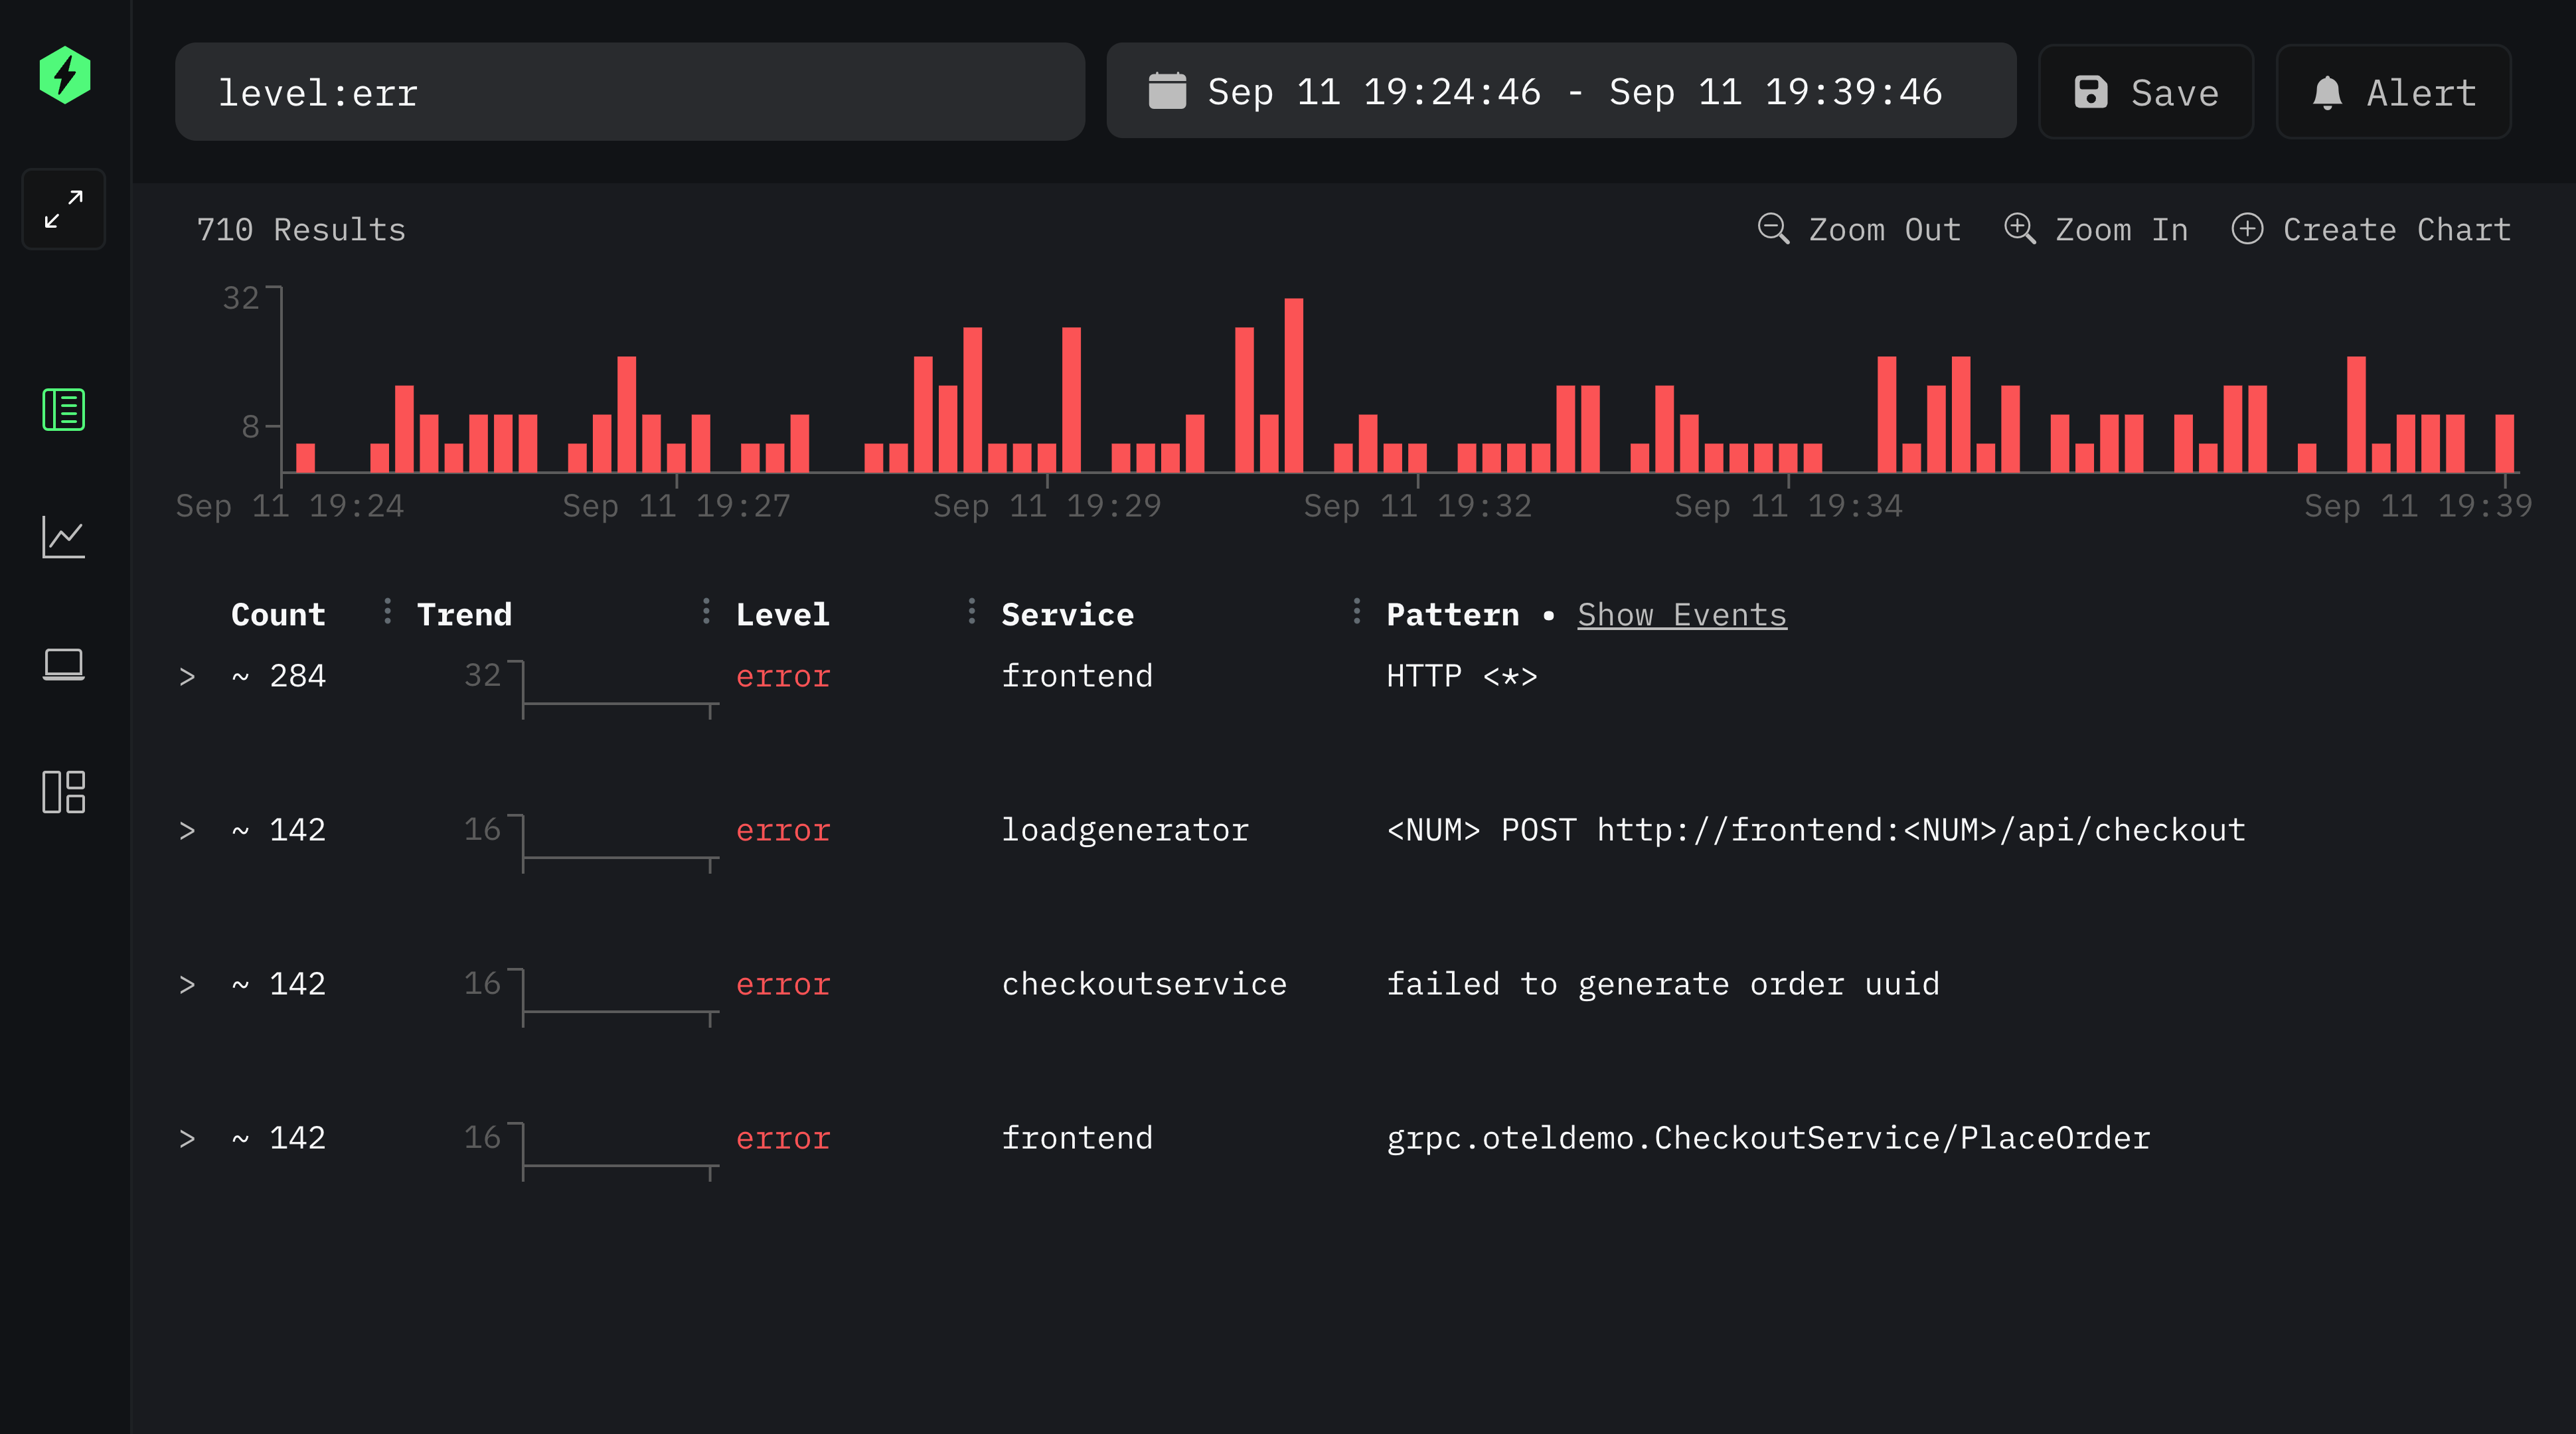 level:err
Sep 11 19:24:46 - Sep 11 19:39:46
Save
Alert
710 Results
Zoom Out
Zoom In
Create Chart
32
8
Sep 11 19:24
Sep 11 19:27
Sep 11 19:29
Sep 11 19:32
Sep 11 19:34
Sep 11 19:39
Count Trend Level Service Pattern • Show Events
> ~ 284 32 error frontend HTTP <*>
> ~ 142 16 error loadgenerator <NUM> POST http://frontend:<NUM>/api/checkout
> ~ 142 16 error checkoutservice failed to generate order uuid
> ~ 142 16 error frontend grpc.oteldemo.CheckoutService/PlaceOrder